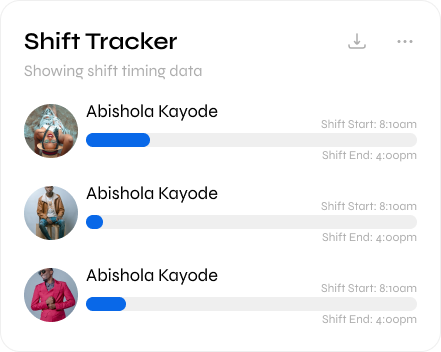 Shift Tracker
Showing shift timing data
Abishola Kayode
Shift Start: 8:10am
Shift End: 4:00pm
Abishola Kayode
Shift Start: 8:10am
Shift End: 4:00pm
Abishola Kayode
Shift Start: 8:10am
Shift End: 4:00pm